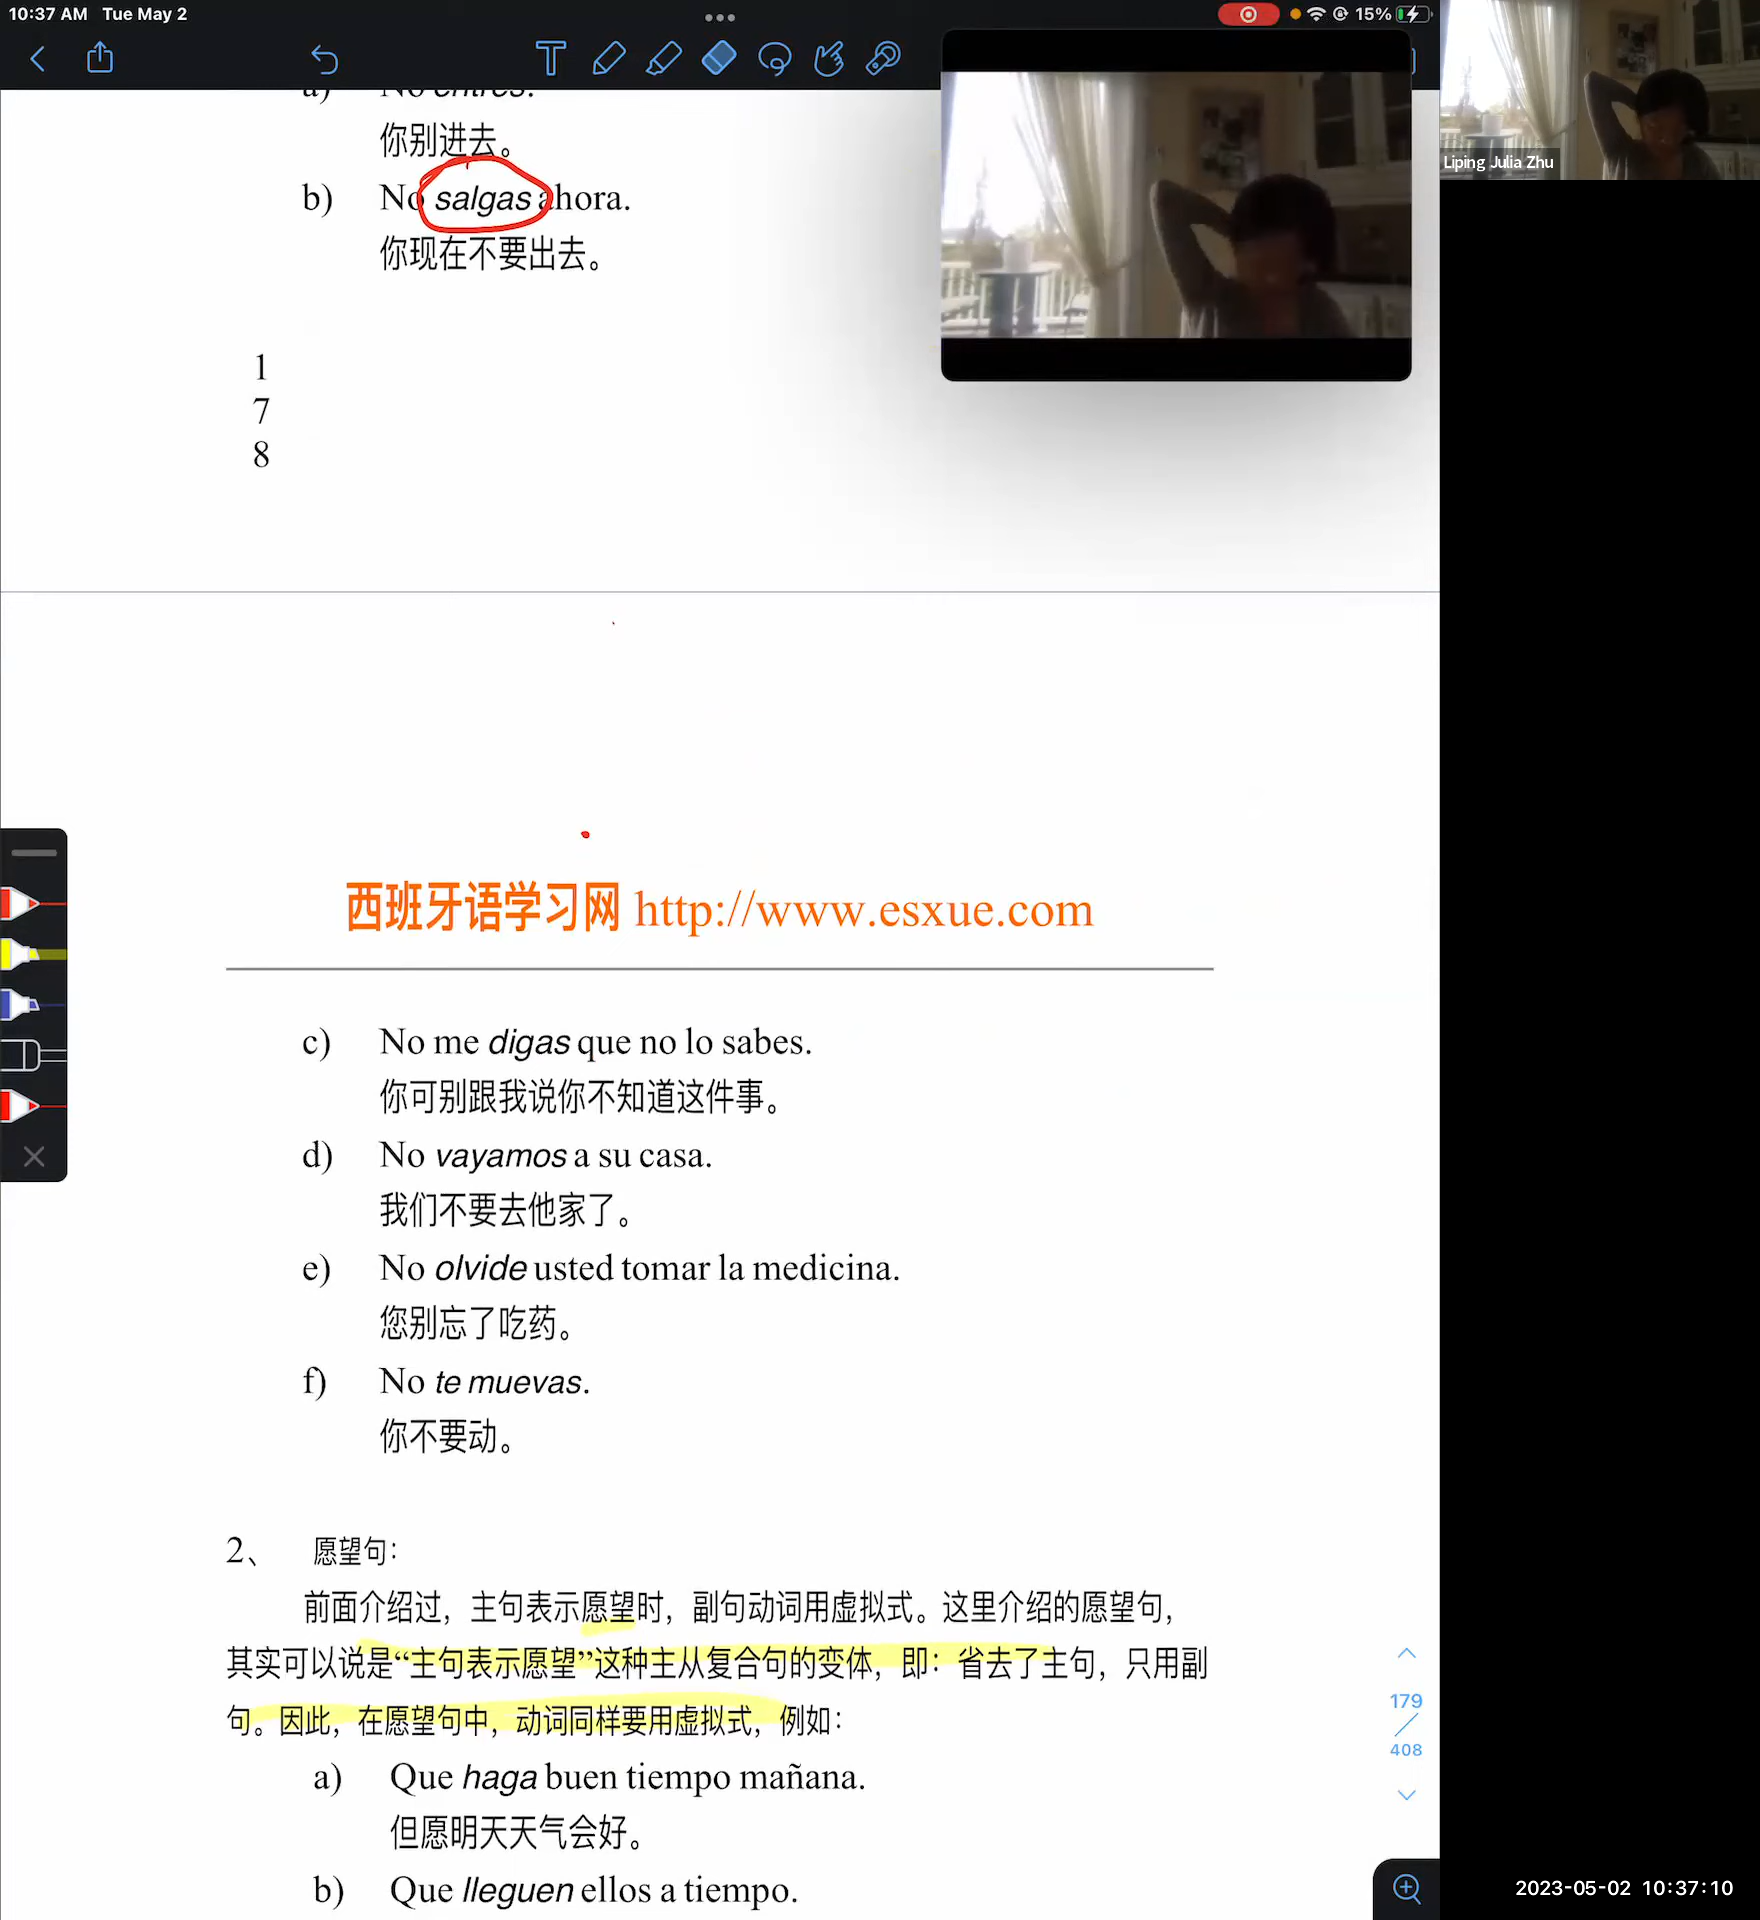 10:37 AM Tue May 2
15%
Liping Julia Zhu
a) No entres.
你别进去。
b) No salgas ahora.
你现在不要出去。
1
7
8
西班牙语学习网 http://www.esxue.com
c) No me digas que no lo sabes.
你可别跟我说你不知道这件事。
d) No vayamos a su casa.
我们不要去他家了。
e) No olvide usted tomar la medicina.
您别忘了吃药。
f) No te muevas.
你不要动。
2、 愿望句：
前面介绍过，主句表示愿望时，副句动词用虚拟式。这里介绍的愿望句，
其实可以说是“主句表示愿望”这种主从复合句的变体，即：省去了主句，只用副
句。因此，在愿望句中，动词同样要用虚拟式，例如：
a) Que haga buen tiempo mañana.
但愿明天天气会好。
b) Que lleguen ellos a tiempo.
179
408
2023-05-02 10:37:10